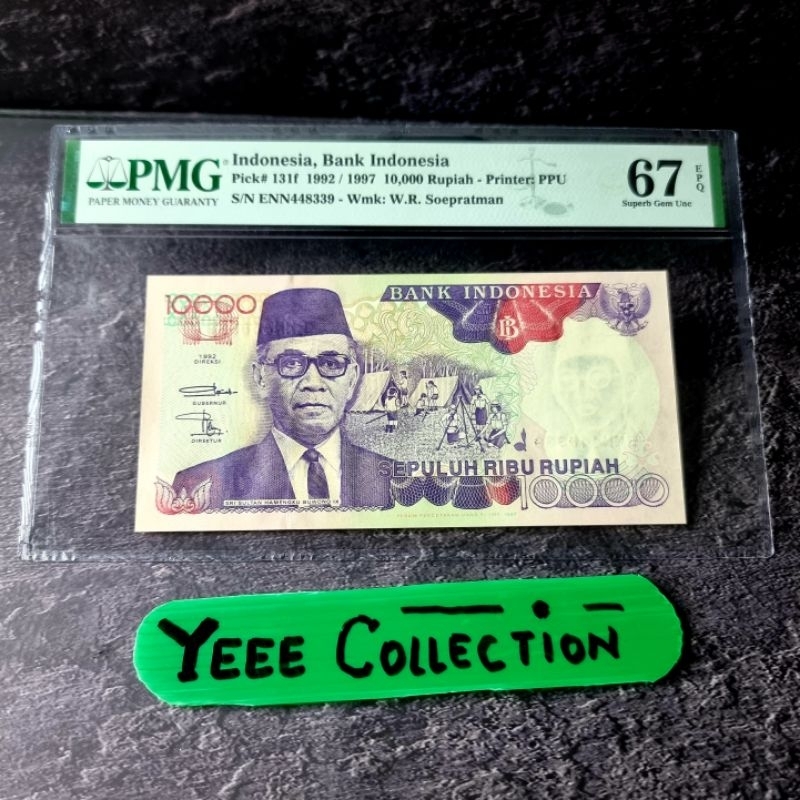 PMG
PAPER MONEY GUARANTY
Indonesia, Bank Indonesia
Pick# 131f 1992 / 1997 10,000 Rupiah - Printer: PPU
S/N ENN448339 - Wmk: W.R. Soepratman
67
EPQ
Superb Gem Unc
10000
BANK INDONESIA
BI
1992
DIREKSI
GUBERNUR
DIREKTUR
SRI SULTAN HAMENGKU BUWONO IX
SEPULUH RIBU RUPIAH
10000
YEEE COLLECTION